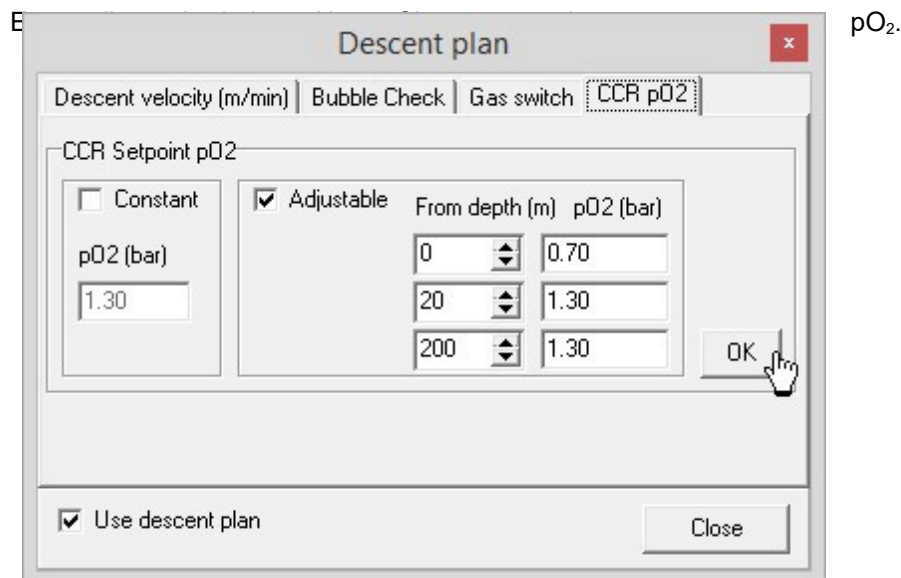 E pO₂.
Descent plan
x
Descent velocity (m/min) Bubble Check Gas switch CCR pO2
CCR Setpoint pO2
Constant
Adjustable From depth (m) pO2 (bar)
pO2 (bar)
0 0.70
1.30
20 1.30
200 1.30
OK
Use descent plan
Close